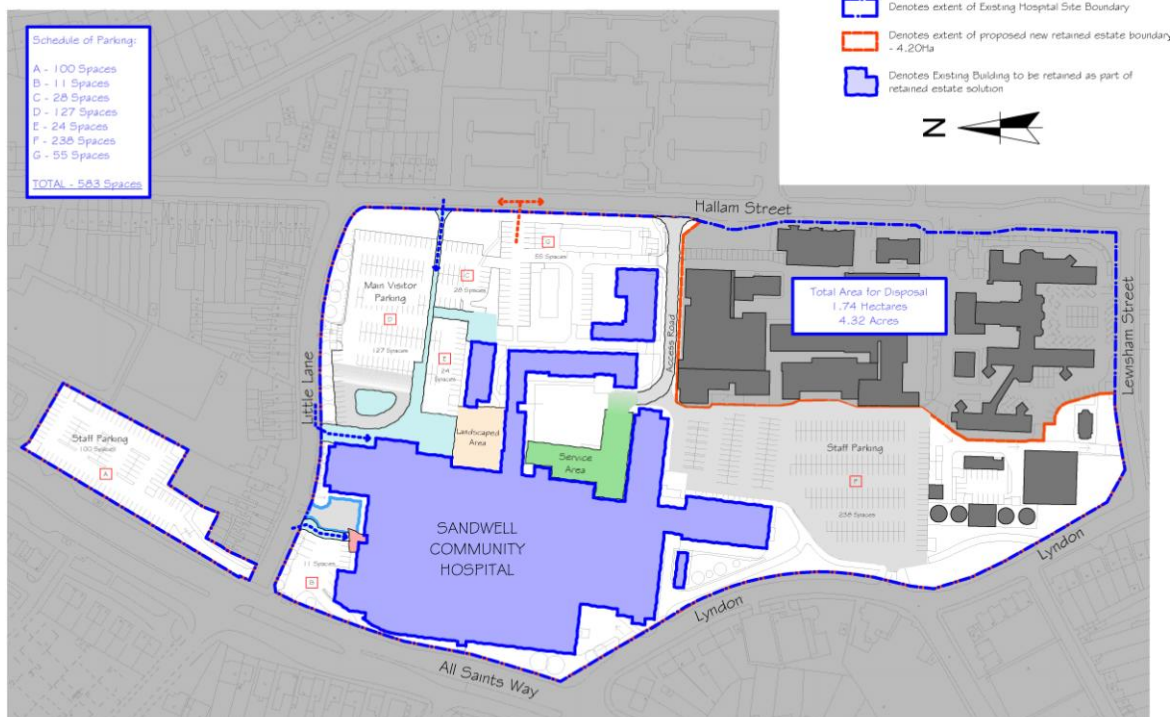 Denotes extent of Existing Hospital Site Boundary
Denotes extent of proposed new retained estate boundary
- 4.20Ha
Denotes Existing Building to be retained as part of
retained estate solution
N
Schedule of Parking:
A - 100 Spaces
B - 11 Spaces
C - 28 Spaces
D - 127 Spaces
E - 24 Spaces
F - 238 Spaces
G - 55 Spaces
TOTAL - 583 Spaces
Hallam Street
G
55 Spaces
C
28 Spaces
Main Visitor
Parking
D
127 Spaces
E
24
Spaces
Access Road
Total Area for Disposal
1.74 Hectares
4.32 Acres
Lewisham Street
Little Lane
Landscaped
Area
Service
Area
Staff Parking
100 Spaces
A
Staff Parking
F
238 Spaces
SANDWELL
COMMUNITY
HOSPITAL
11 Spaces
B
Lyndon
Lyndon
All Saints Way